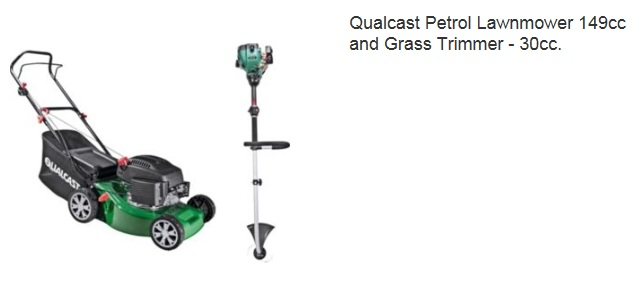 Qualcast Petrol Lawnmower 149cc
and Grass Trimmer - 30cc.
QUALCAST